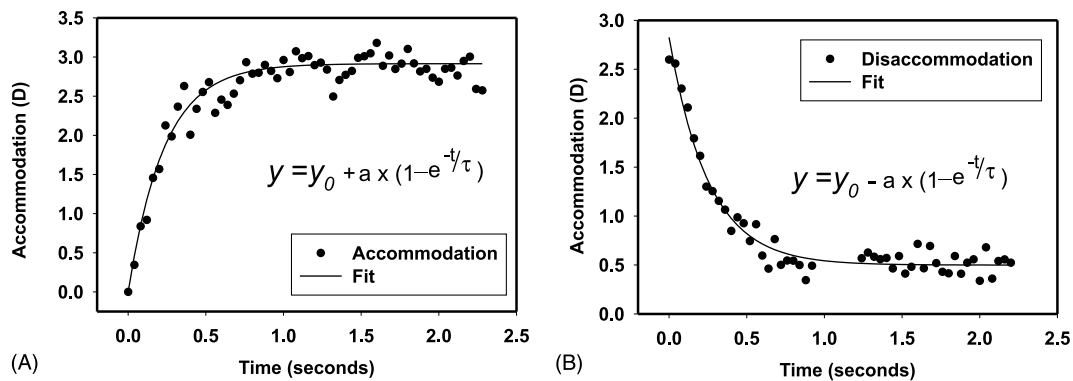 3.5
3.0
2.5
2.0
1.5
1.0
0.5
0.0
Acccommodation (D)
y = y₀ + a x (1–e^-t/τ)
Accommodation
Fit
0.0 0.5 1.0 1.5 2.0 2.5
Time (seconds)
(A)
3.0
2.5
2.0
1.5
1.0
0.5
0.0
Accommodation (D)
Disaccommodation
Fit
y = y₀ - a x (1–e^-t/τ)
0.0 0.5 1.0 1.5 2.0 2.5
Time (seconds)
(B)